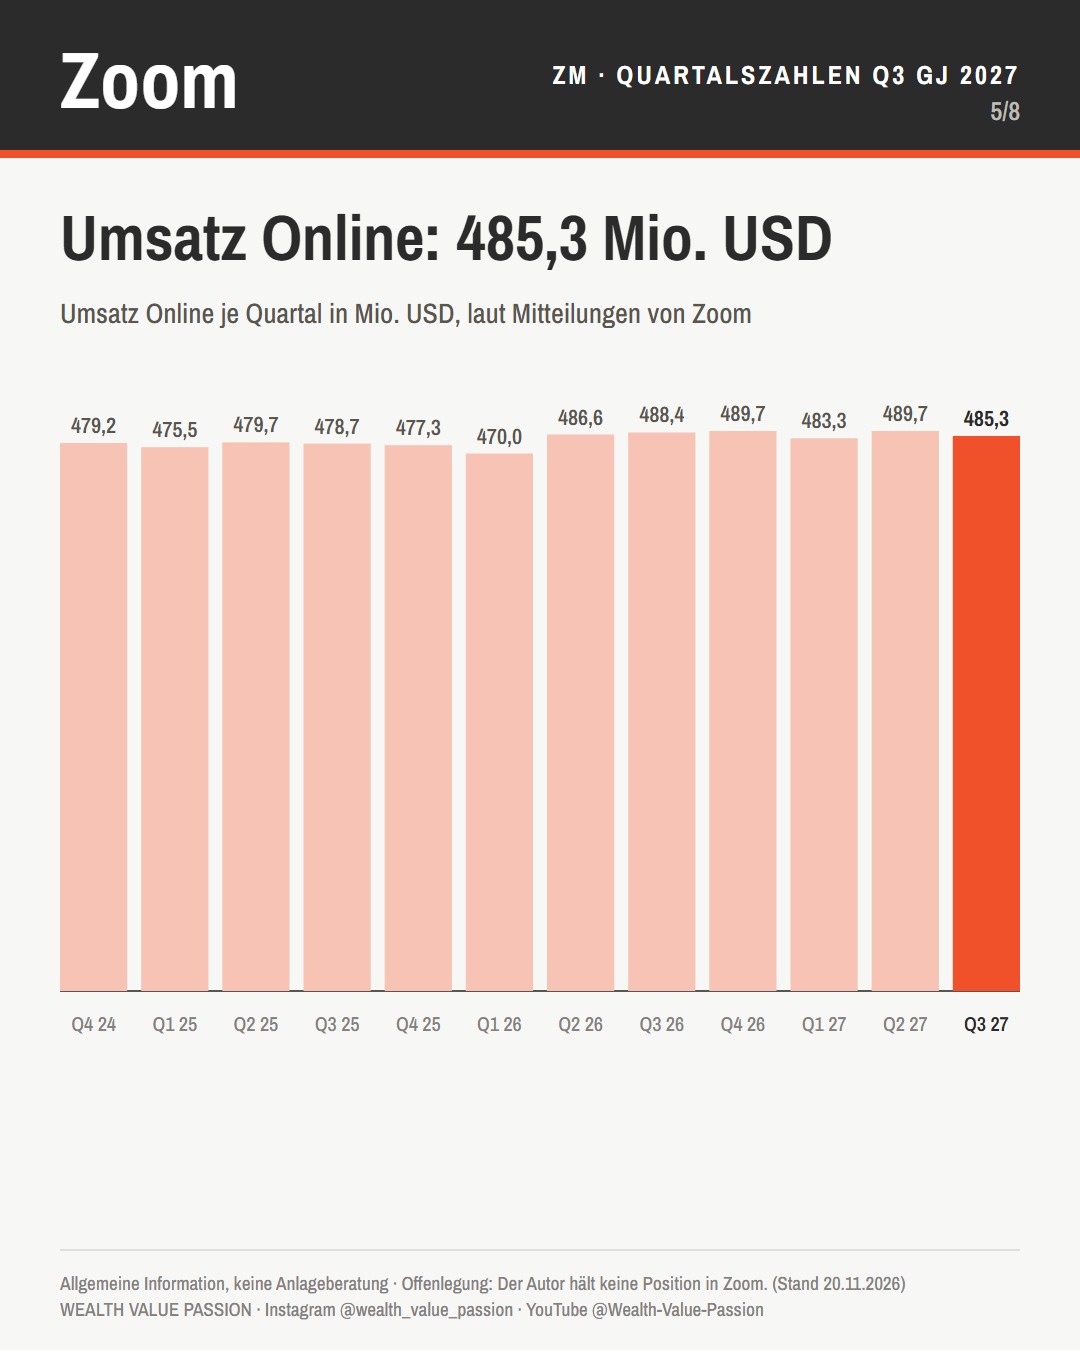 Zoom
ZM · QUARTALSZAHLEN Q3 GJ 2027
5/8
Umsatz Online: 485,3 Mio. USD
Umsatz Online je Quartal in Mio. USD, laut Mitteilungen von Zoom
479,2 475,5 479,7 478,7 477,3 470,0 486,6 488,4 489,7 483,3 489,7 485,3
Q4 24 Q1 25 Q2 25 Q3 25 Q4 25 Q1 26 Q2 26 Q3 26 Q4 26 Q1 27 Q2 27 Q3 27
Allgemeine Information, keine Anlageberatung · Offenlegung: Der Autor hält keine Position in Zoom. (Stand 20.11.2026)
WEALTH VALUE PASSION · Instagram @wealth_value_passion · YouTube @Wealth-Value-Passion